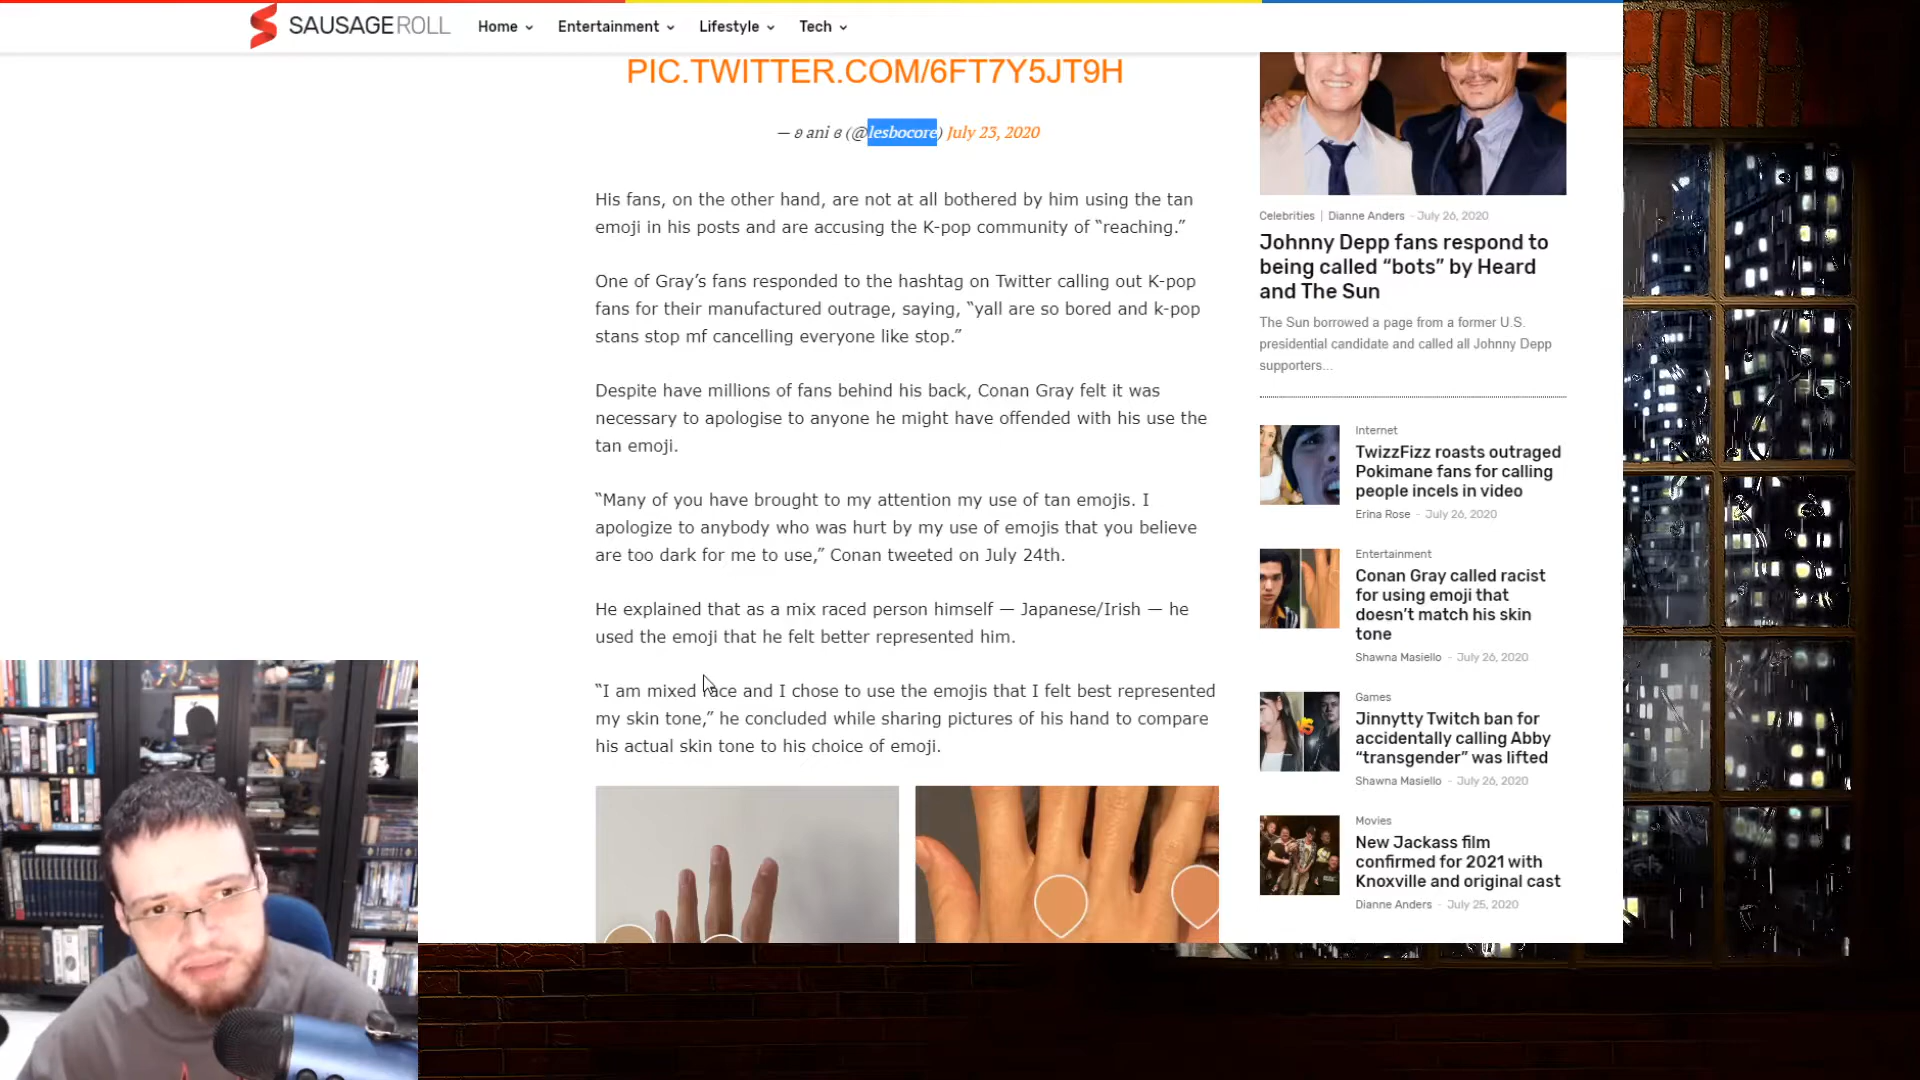 SAUSAGEROLL
Home
Entertainment
Lifestyle
Tech
PIC.TWITTER.COM/6FT7Y5JT9H
— ʚ ani ɞ (@lesbocore) July 23, 2020
His fans, on the other hand, are not at all bothered by him using the tan
emoji in his posts and are accusing the K-pop community of “reaching.”
One of Gray’s fans responded to the hashtag on Twitter calling out K-pop
fans for their manufactured outrage, saying, “yall are so bored and k-pop
stans stop mf cancelling everyone like stop.”
Despite have millions of fans behind his back, Conan Gray felt it was
necessary to apologise to anyone he might have offended with his use the
tan emoji.
“Many of you have brought to my attention my use of tan emojis. I
apologize to anybody who was hurt by my use of emojis that you believe
are too dark for me to use,” Conan tweeted on July 24th.
He explained that as a mix raced person himself — Japanese/Irish — he
used the emoji that he felt better represented him.
“I am mixed race and I chose to use the emojis that I felt best represented
my skin tone,” he concluded while sharing pictures of his hand to compare
his actual skin tone to his choice of emoji.
Celebrities | Dianne Anders - July 26, 2020
Johnny Depp fans respond to
being called “bots” by Heard
and The Sun
The Sun borrowed a page from a former U.S.
presidential candidate and called all Johnny Depp
supporters...
Internet
TwizzFizz roasts outraged
Pokimane fans for calling
people incels in video
Erina Rose - July 26, 2020
Entertainment
Conan Gray called racist
for using emoji that
doesn’t match his skin
tone
Shawna Masiello - July 26, 2020
Games
Jinnytty Twitch ban for
accidentally calling Abby
“transgender” was lifted
Shawna Masiello - July 26, 2020
Movies
New Jackass film
confirmed for 2021 with
Knoxville and original cast
Dianne Anders - July 25, 2020